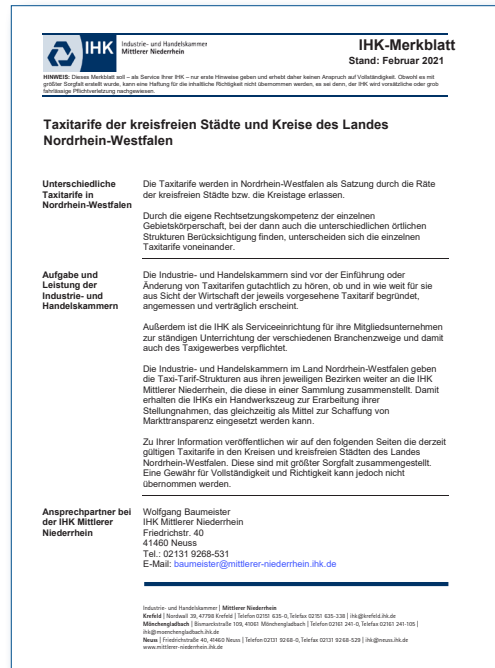 IHK
Industrie- und Handelskammer
Mittlerer Niederrhein
IHK-Merkblatt
Stand: Februar 2021
HINWEIS: Dieses Merkblatt soll – als Service Ihrer IHK – nur erste Hinweise geben und erhebt daher keinen Anspruch auf Vollständigkeit. Obwohl es mit
größter Sorgfalt erstellt wurde, kann eine Haftung für die inhaltliche Richtigkeit nicht übernommen werden, es sei denn, der IHK wird vorsätzliche oder grob
fahrlässige Pflichtverletzung nachgewiesen.
Taxitarife der kreisfreien Städte und Kreise des Landes
Nordrhein-Westfalen
Unterschiedliche
Taxitarife in
Nordrhein-Westfalen
Die Taxitarife werden in Nordrhein-Westfalen als Satzung durch die Räte
der kreisfreien Städte bzw. die Kreistage erlassen.
Durch die eigene Rechtsetzungskompetenz der einzelnen
Gebietskörperschaft, bei der dann auch die unterschiedlichen örtlichen
Strukturen Berücksichtigung finden, unterscheiden sich die einzelnen
Taxitarife voneinander.
Aufgabe und
Leistung der
Industrie- und
Handelskammern
Die Industrie- und Handelskammern sind vor der Einführung oder
Änderung von Taxitarifen gutachtlich zu hören, ob und in wie weit für sie
aus Sicht der Wirtschaft der jeweils vorgesehene Taxitarif begründet,
angemessen und verträglich erscheint.
Außerdem ist die IHK als Serviceeinrichtung für ihre Mitgliedsunternehmen
zur ständigen Unterrichtung der verschiedenen Branchenzweige und damit
auch des Taxigewerbes verpflichtet.
Die Industrie- und Handelskammern im Land Nordrhein-Westfalen geben
die Taxi-Tarif-Strukturen aus ihren jeweiligen Bezirken weiter an die IHK
Mittlerer Niederrhein, die diese in einer Sammlung zusammenstellt. Damit
erhalten die IHKs ein Handwerkszeug zur Erarbeitung ihrer
Stellungnahmen, das gleichzeitig als Mittel zur Schaffung von
Markttransparenz eingesetzt werden kann.
Zu Ihrer Information veröffentlichen wir auf den folgenden Seiten die derzeit
gültigen Taxitarife in den Kreisen und kreisfreien Städten des Landes
Nordrhein-Westfalen. Diese sind mit größter Sorgfalt zusammengestellt.
Eine Gewähr für Vollständigkeit und Richtigkeit kann jedoch nicht
übernommen werden.
Ansprechpartner bei
der IHK Mittlerer
Niederrhein
Wolfgang Baumeister
IHK Mittlerer Niederrhein
Friedrichstr. 40
41460 Neuss
Tel.: 02131 9268-531
E-Mail: baumeister@mittlerer-niederrhein.ihk.de
Industrie- und Handelskammer | Mittlerer Niederrhein
Krefeld | Nordwall 39, 47798 Krefeld | Telefon 02151 635-0, Telefax 02151 635-338 | ihk@krefeld.ihk.de
Mönchengladbach | Bismarckstraße 109, 41061 Mönchengladbach | Telefon 02161 241-0, Telefax 02161 241-105 |
ihk@moenchengladbach.ihk.de
Neuss | Friedrichstraße 40, 41460 Neuss | Telefon 02131 9268-0, Telefax 02131 9268-529 | ihk@neuss.ihk.de
www.mittlerer-niederrhein.ihk.de